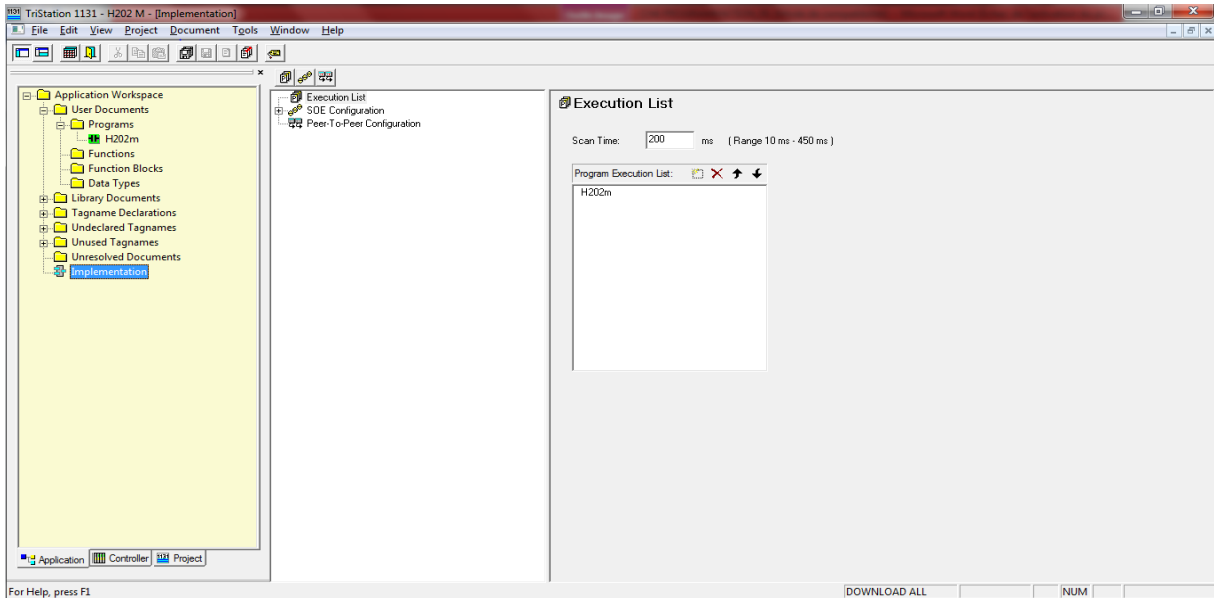 TriStation 1131 - H202 M - [Implementation]
File Edit View Project Document Tools Window Help
Application Workspace
User Documents
Programs
H202m
Functions
Function Blocks
Data Types
Library Documents
Tagname Declarations
Undeclared Tagnames
Unused Tagnames
Unresolved Documents
Implementation
Application Controller Project
Execution List
SOE Configuration
Peer-To-Peer Configuration
Execution List
Scan Time: 200 ms (Range 10 ms - 450 ms)
Program Execution List:
H202m
For Help, press F1 DOWNLOAD ALL NUM